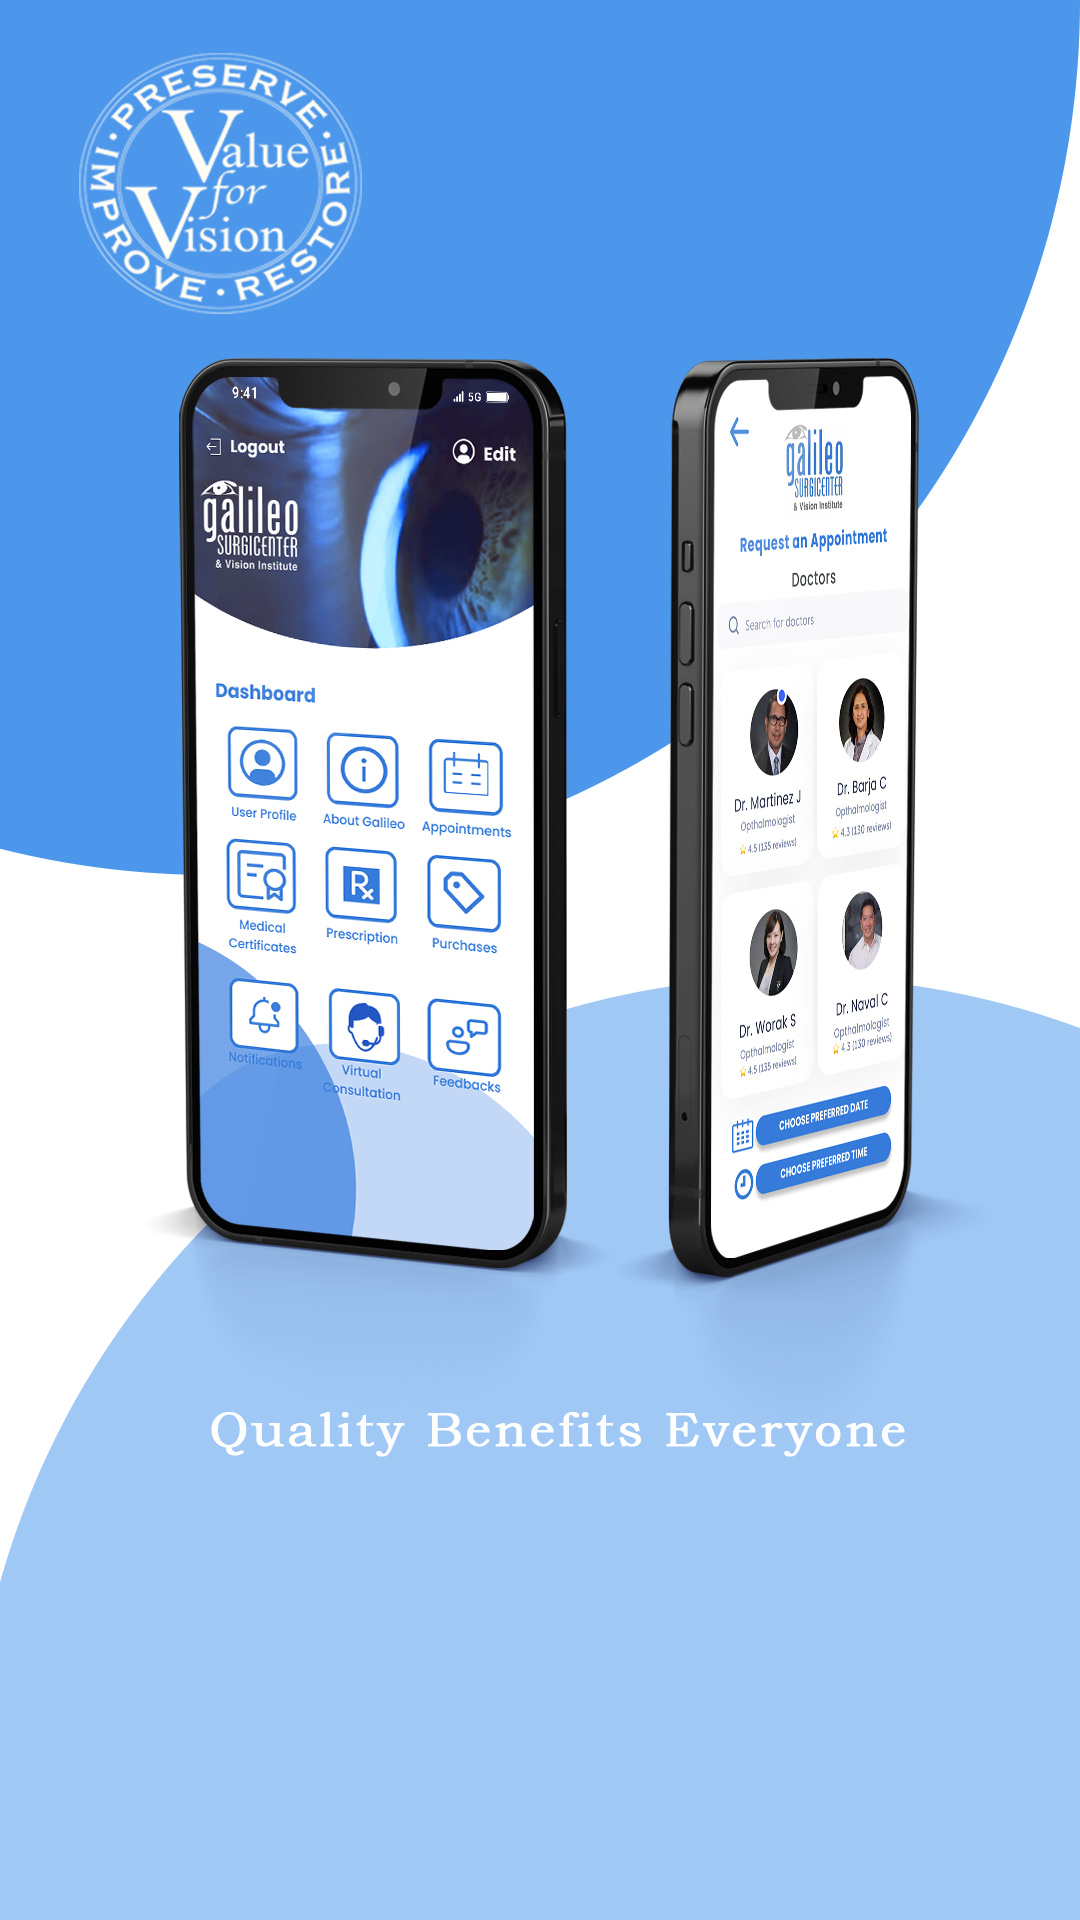 IMPROVE · PRESERVE · RESTORE ·
Value
for
Vision
9:41
5G
Logout
Edit
galileo
SURGICENTER
& Vision Institute
Dashboard
User Profile
About Galileo
Appointments
Medical
Certificates
Prescription
Purchases
Notifications
Virtual
Consultation
Feedbacks
galileo
SURGICENTER
& Vision Institute
Request an Appointment
Doctors
Search for doctors
Dr. Martinez J
Opthalmologist
4.5 (135 reviews)
Dr. Barja C
Opthalmologist
4.3 (130 reviews)
Dr. Worak S
Opthalmologist
4.5 (135 reviews)
Dr. Naval C
Opthalmologist
4.3 (130 reviews)
CHOOSE PREFERRED DATE
CHOOSE PREFERRED TIME
Quality Benefits Everyone